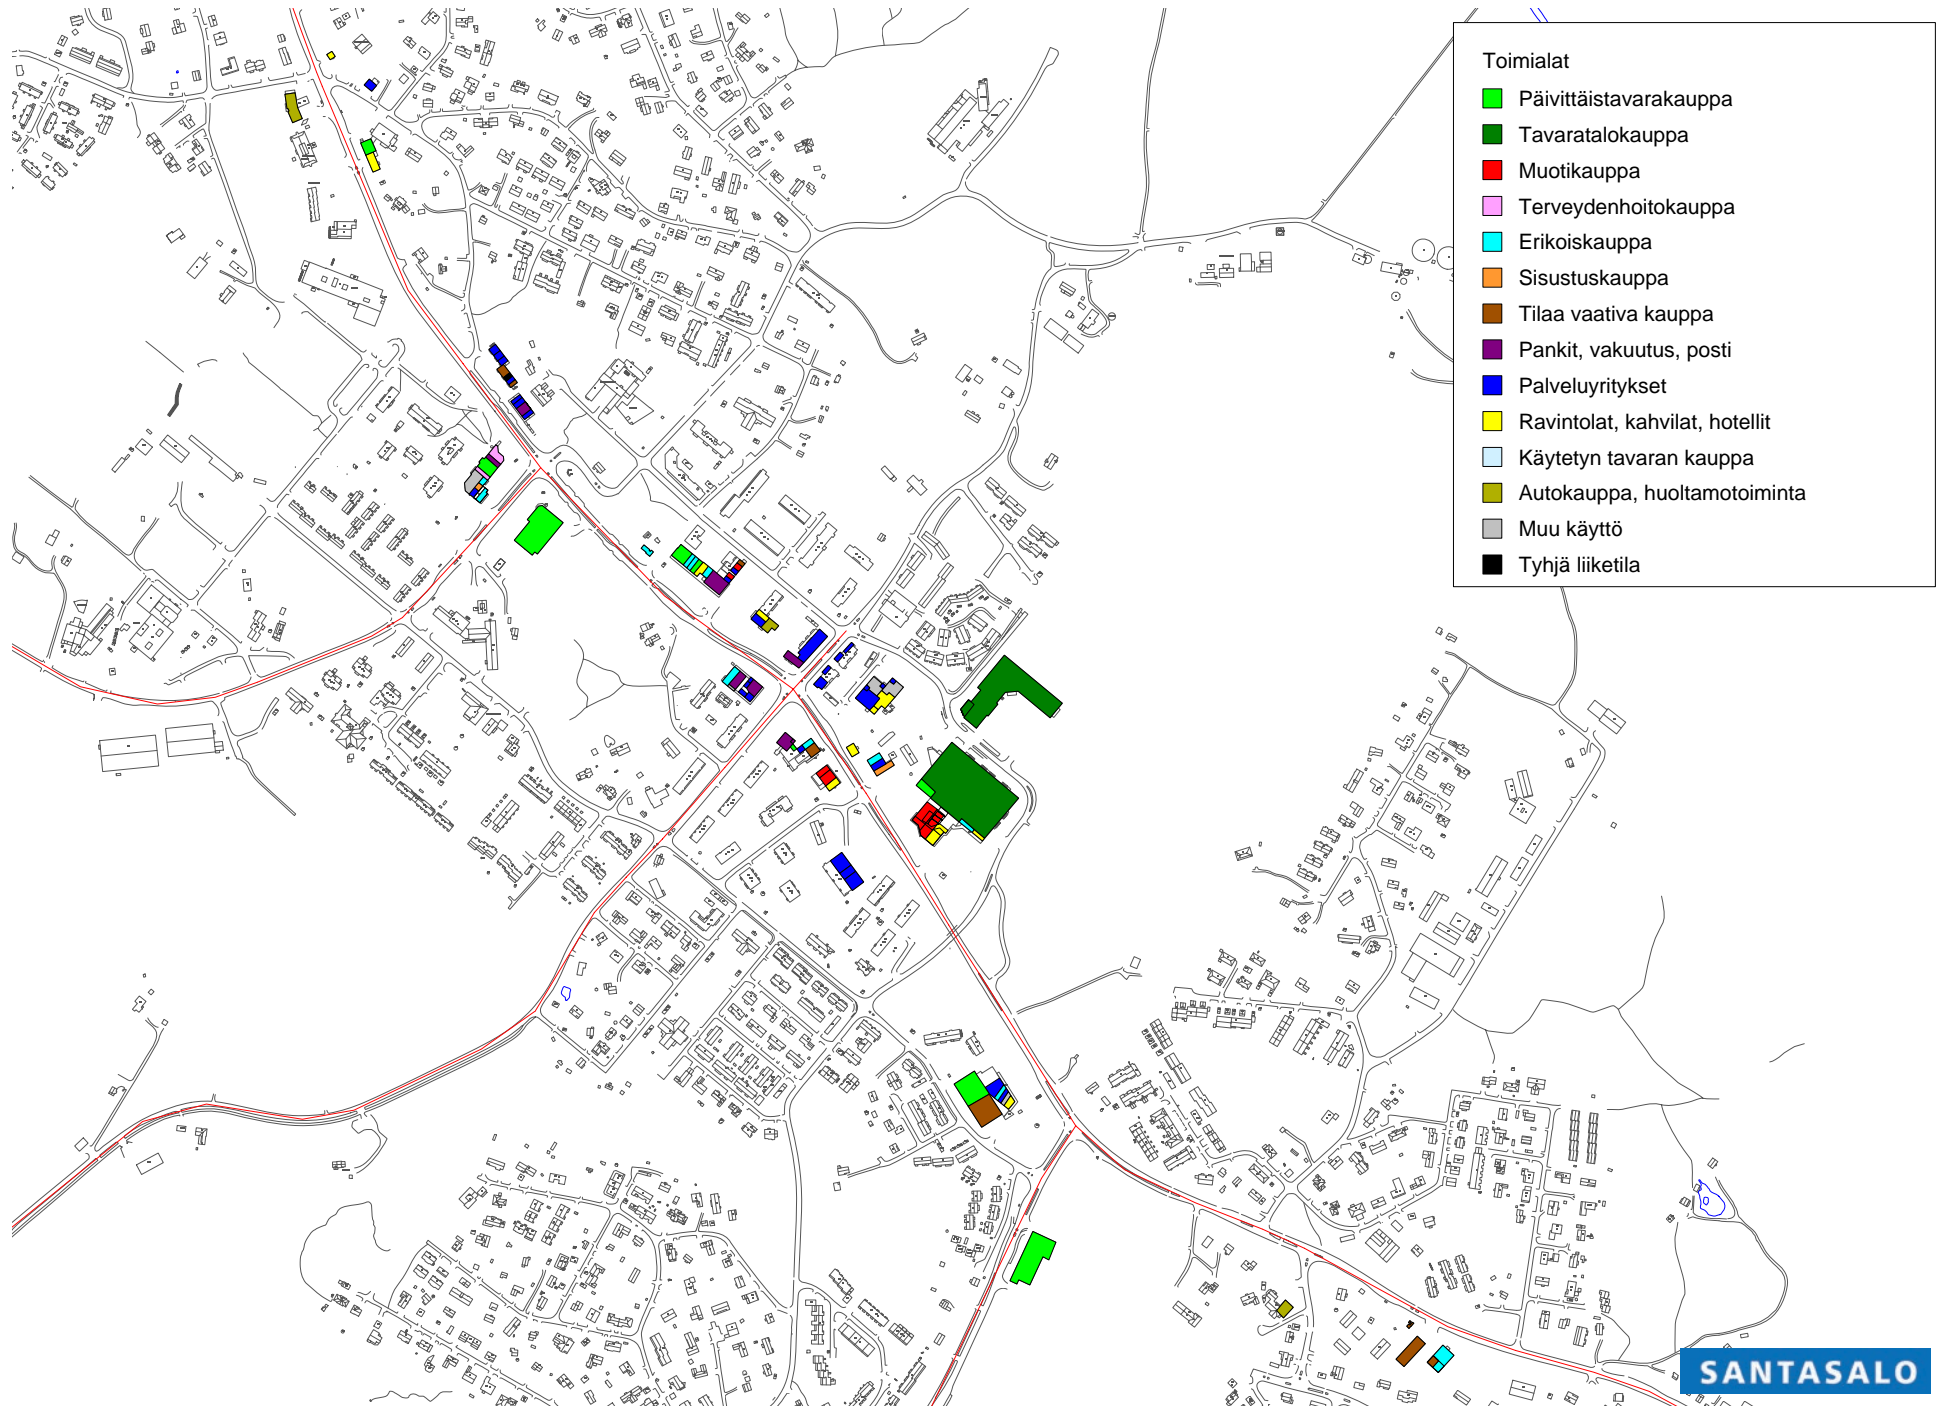 Toimialat
Päivittäistavarakauppa
Tavaratalokauppa
Muotikauppa
Terveydenhoitokauppa
Erikoiskauppa
Sisustuskauppa
Tilaa vaativa kauppa
Pankit, vakuutus, posti
Palveluyritykset
Ravintolat, kahvilat, hotellit
Käytetyn tavaran kauppa
Autokauppa, huoltamotoiminta
Muu käyttö
Tyhjä liiketila
SANTASALO